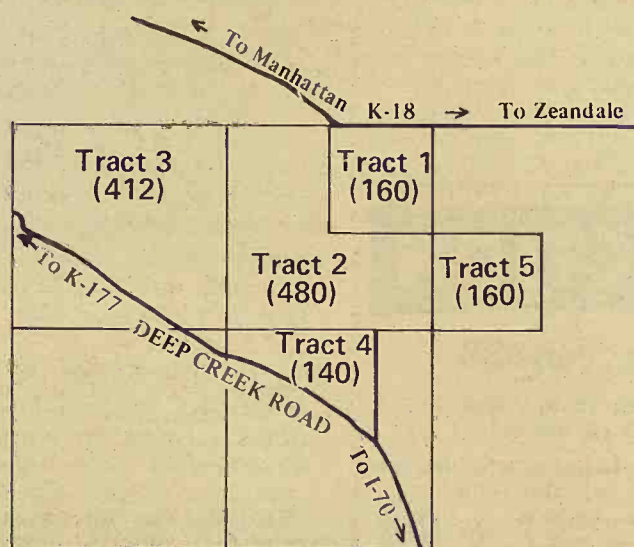 ← To Manhattan
K-18 → To Zeandale
Tract 3
(412)
Tract 1
(160)
Tract 2
(480)
Tract 5
(160)
← To K-177
DEEP CREEK ROAD
Tract 4
(140)
To I-70 →